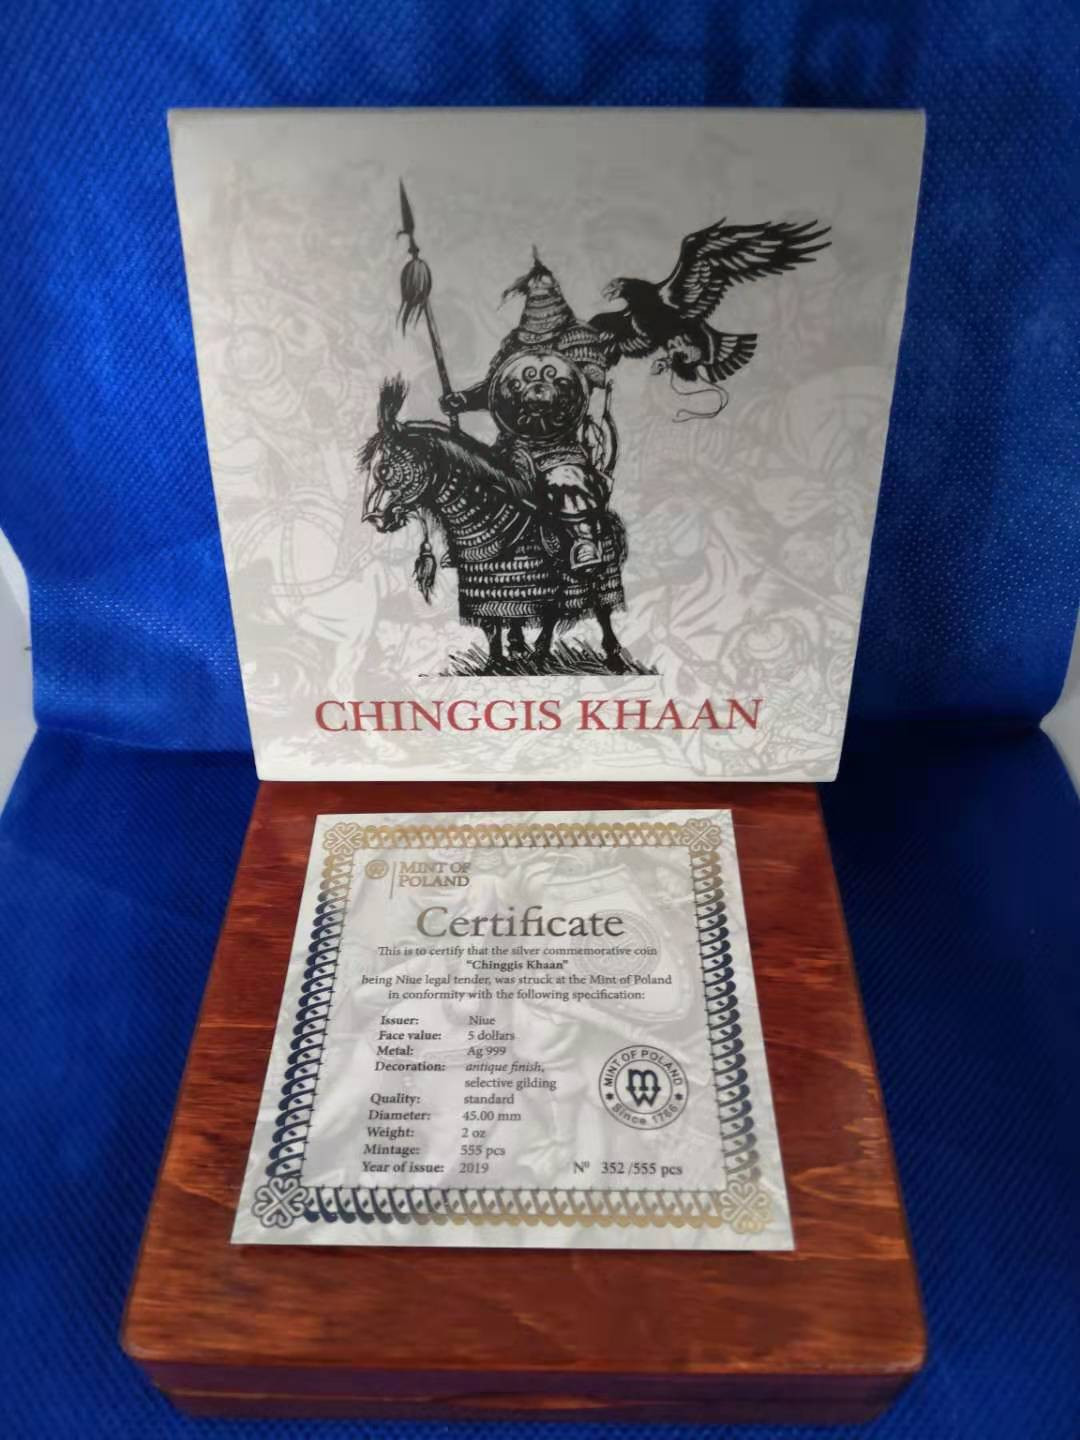 CHINGGIS KHAAN
MINT OF
POLAND
Certificate
This is to certify that the silver commemorative coin
“Chinggis Khaan”
being Niue legal tender, was struck at the Mint of Poland
in conformity with the following specification:
Issuer: Niue
Face value: 5 dollars
Metal: Ag 999
Decoration: antique finish,
selective gilding
Quality: standard
Diameter: 45.00 mm
Weight: 2 oz
Mintage: 555 pcs
Year of issue: 2019
MINT OF POLAND
MW
Since 1766
Nº 352 /555 pcs